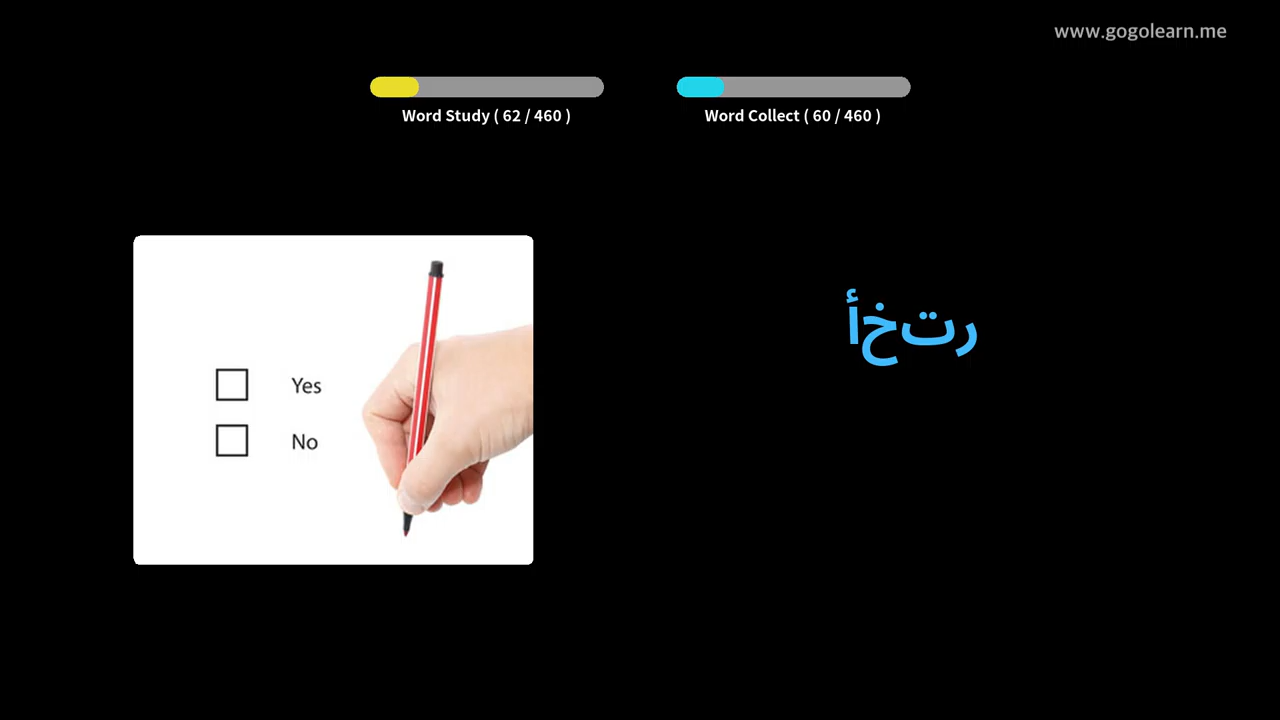 www.gogolearn.me
Word Study ( 62 / 460 )
Word Collect ( 60 / 460 )
رتخأ
Yes
No